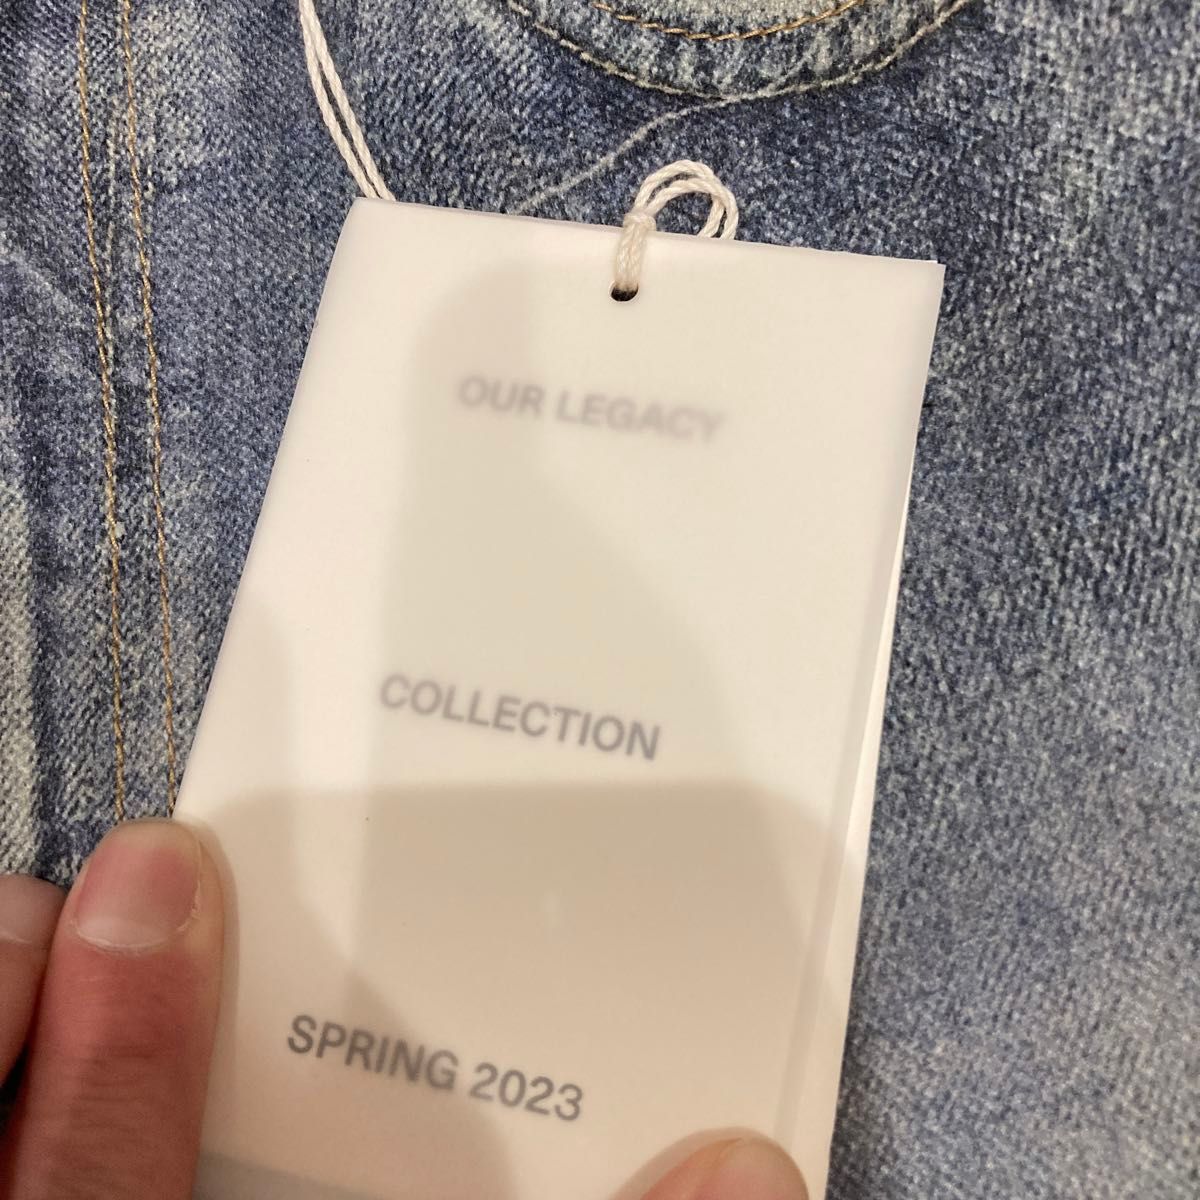 OUR LEGACY
COLLECTION
SPRING 2023